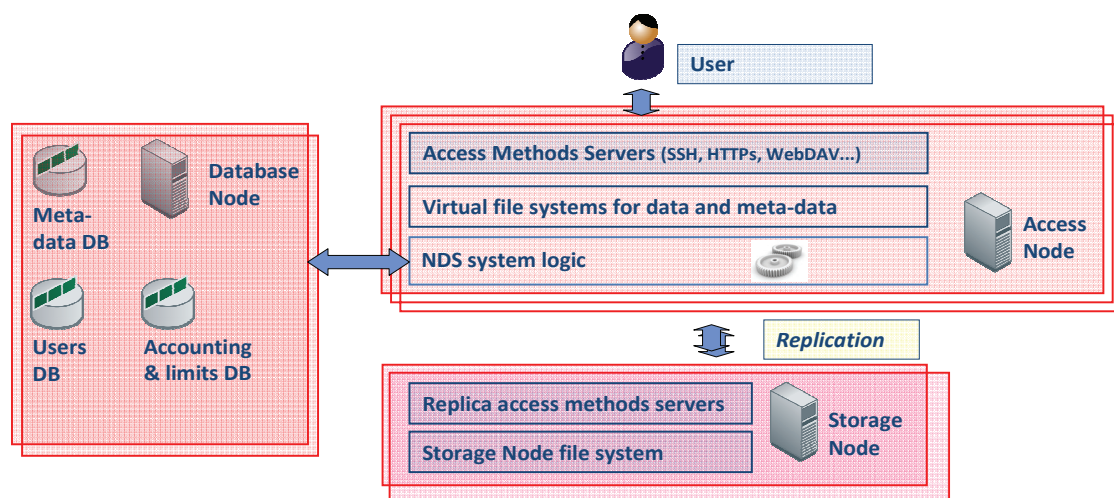 User
Access Methods Servers (SSH, HTTPs, WebDAV...)
Virtual file systems for data and meta-data
NDS system logic
Access
Node
Database
Node
Meta-
data DB
Users
DB
Accounting
& limits DB
Replication
Replica access methods servers
Storage Node file system
Storage
Node